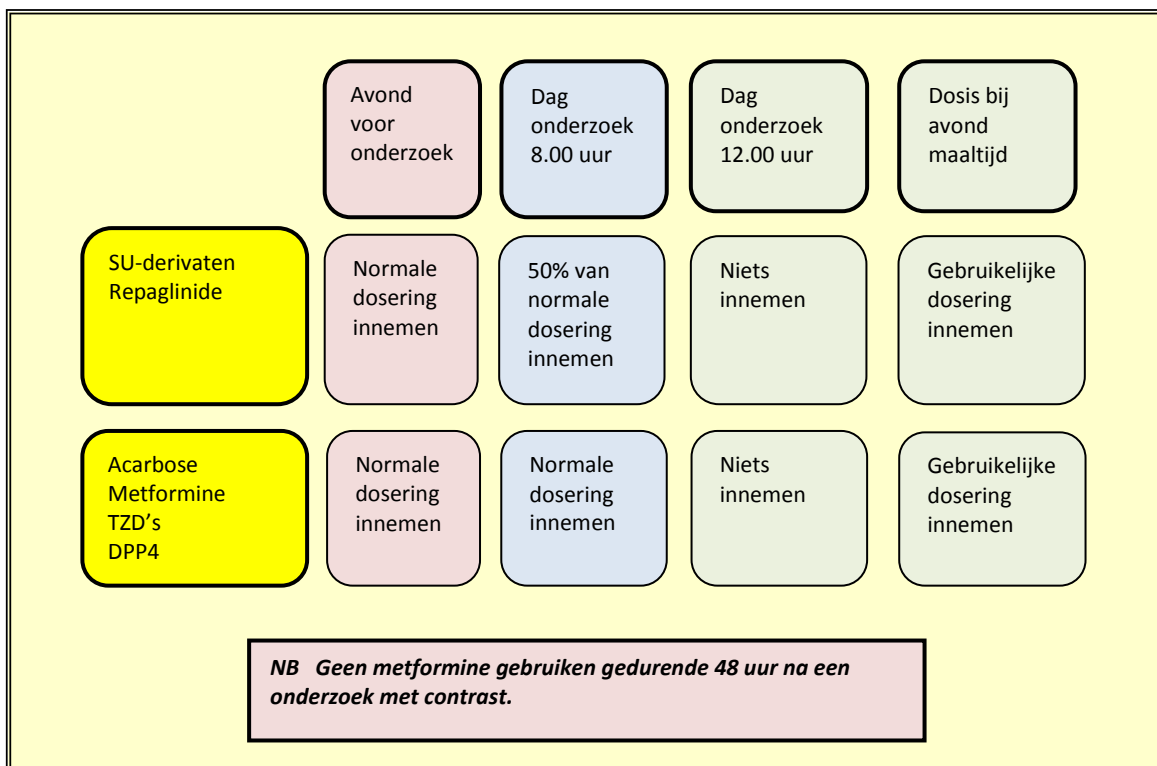 Avond
voor
onderzoek
Dag
onderzoek
8.00 uur
Dag
onderzoek
12.00 uur
Dosis bij
avond
maaltijd
SU-derivaten
Repaglinide
Normale
dosering
innemen
50% van
normale
dosering
innemen
Niets
innemen
Gebruikelijke
dosering
innemen
Acarbose
Metformine
TZD’s
DPP4
Normale
dosering
innemen
Normale
dosering
innemen
Niets
innemen
Gebruikelijke
dosering
innemen
NB Geen metformine gebruiken gedurende 48 uur na een
onderzoek met contrast.